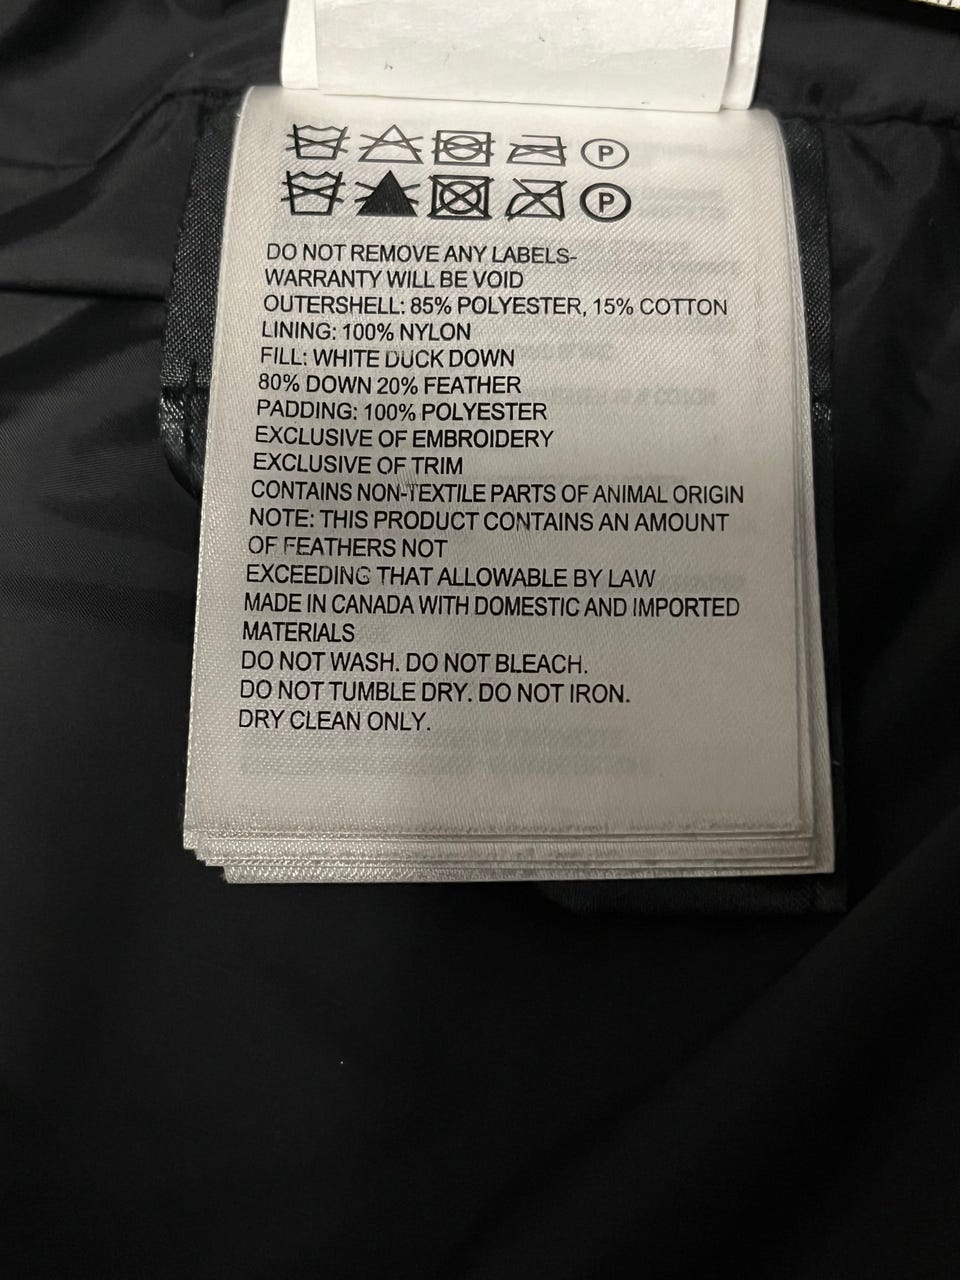 P
P
DO NOT REMOVE ANY LABELS-
WARRANTY WILL BE VOID
OUTERSHELL: 85% POLYESTER, 15% COTTON
LINING: 100% NYLON
FILL: WHITE DUCK DOWN
80% DOWN 20% FEATHER
PADDING: 100% POLYESTER
EXCLUSIVE OF EMBROIDERY
EXCLUSIVE OF TRIM
CONTAINS NON-TEXTILE PARTS OF ANIMAL ORIGIN
NOTE: THIS PRODUCT CONTAINS AN AMOUNT
OF FEATHERS NOT
EXCEEDING THAT ALLOWABLE BY LAW
MADE IN CANADA WITH DOMESTIC AND IMPORTED
MATERIALS
DO NOT WASH. DO NOT BLEACH.
DO NOT TUMBLE DRY. DO NOT IRON.
DRY CLEAN ONLY.